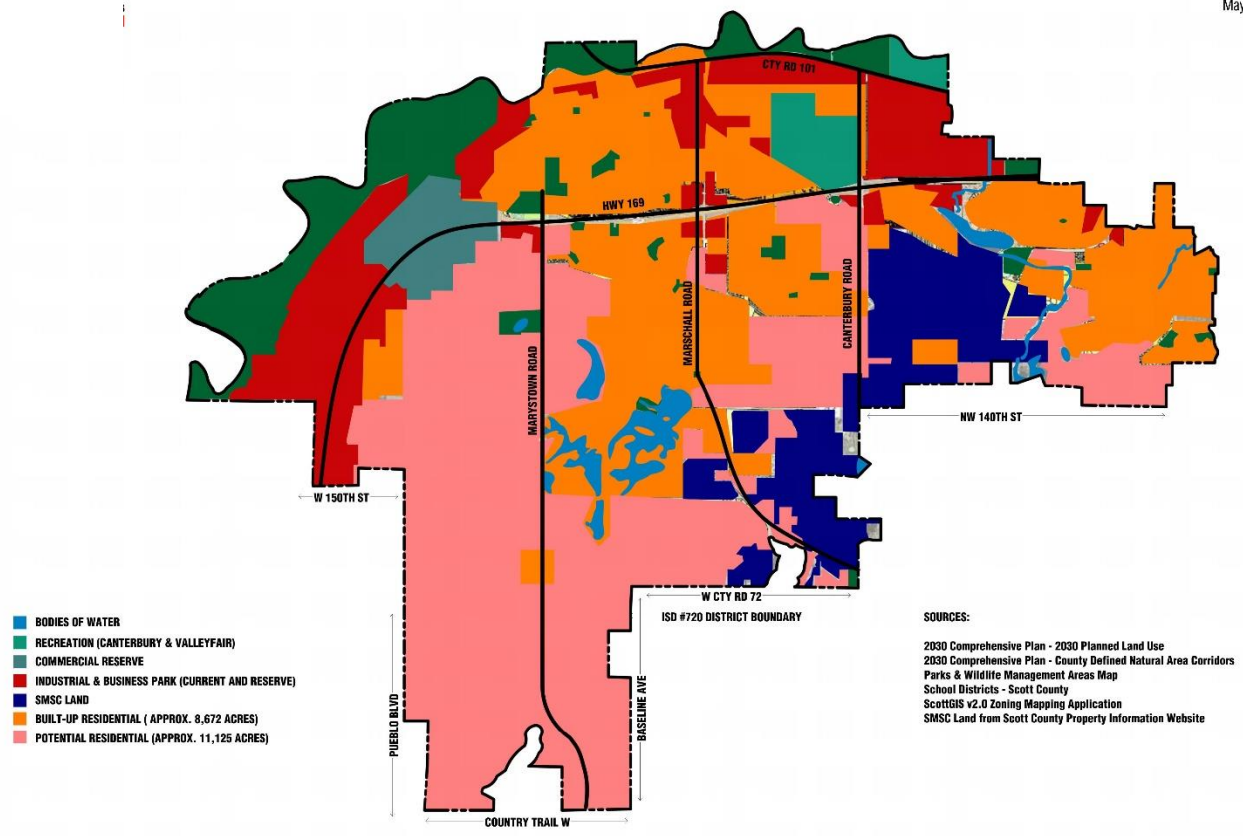 May
CTY RD 101
HWY 169
MARYSTOWN ROAD
MARSCHALL ROAD
CANTERBURY ROAD
NW 140TH ST
W 150TH ST
W CTY RD 72
ISD #720 DISTRICT BOUNDARY
PUEBLO BLVD
BASELINE AVE
COUNTRY TRAIL W
BODIES OF WATER
RECREATION (CANTERBURY & VALLEYFAIR)
COMMERCIAL RESERVE
INDUSTRIAL & BUSINESS PARK (CURRENT AND RESERVE)
SMSC LAND
BUILT-UP RESIDENTIAL ( APPROX. 8,672 ACRES)
POTENTIAL RESIDENTIAL (APPROX. 11,125 ACRES)
SOURCES:
2030 Comprehensive Plan - 2030 Planned Land Use
2030 Comprehensive Plan - County Defined Natural Area Corridors
Parks & Wildlife Management Areas Map
School Districts - Scott County
ScottGIS v2.0 Zoning Mapping Application
SMSC Land from Scott County Property Information Website